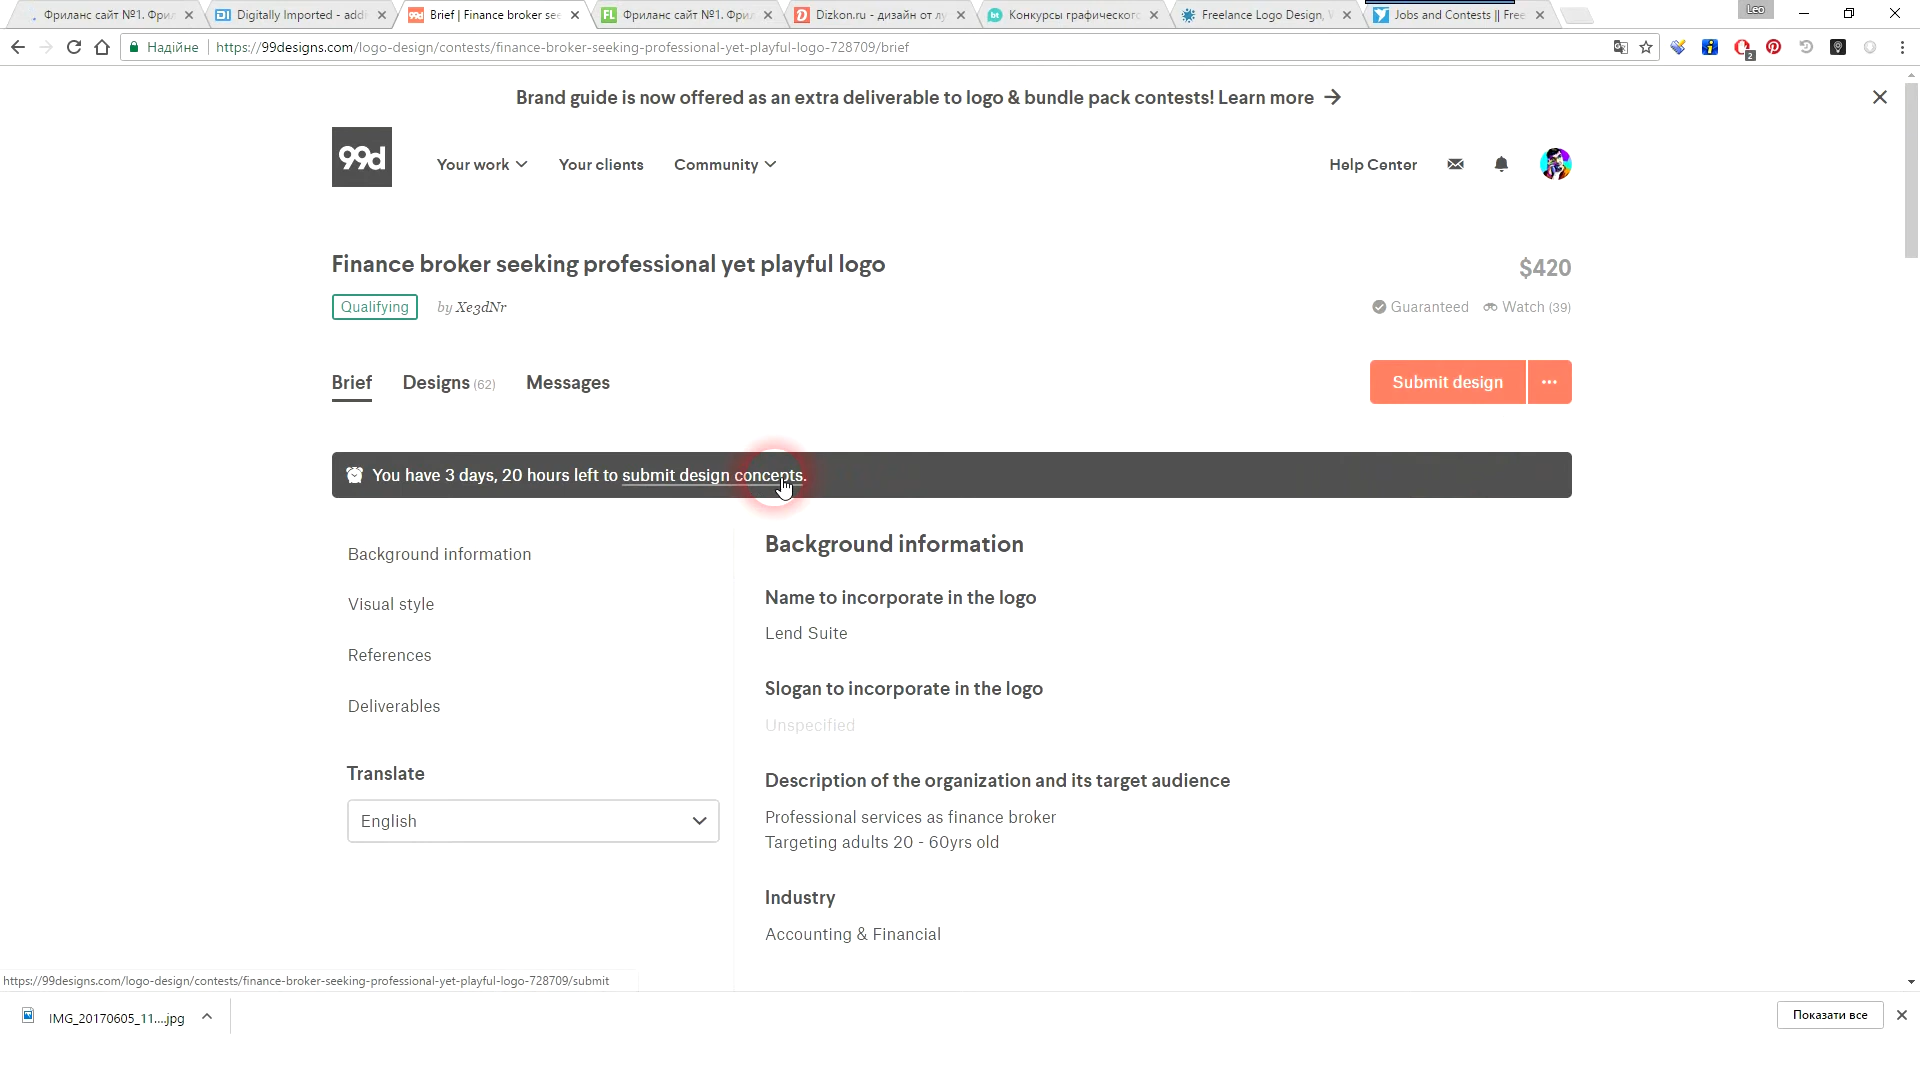 Фриланс сайт №1. Фрил
Digitally Imported - addi
Brief | Finance broker see
Фриланс сайт №1. Фрил
Dizkon.ru - дизайн от лу
Конкурсы графического
Freelance Logo Design,
Jobs and Contests || Free
Leo
Надійне
https://99designs.com/logo-design/contests/finance-broker-seeking-professional-yet-playful-logo-728709/brief
2
Brand guide is now offered as an extra deliverable to logo & bundle pack contests! Learn more
99d
Your work
Your clients
Community
Help Center
Finance broker seeking professional yet playful logo
$420
Qualifying
by Xe3dNr
Guaranteed
Watch (39)
Brief
Designs (62)
Messages
Submit design
...
You have 3 days, 20 hours left to submit design concepts.
Background information
Visual style
References
Deliverables
Translate
English
Background information
Name to incorporate in the logo
Lend Suite
Slogan to incorporate in the logo
Unspecified
Description of the organization and its target audience
Professional services as finance broker
Targeting adults 20 - 60yrs old
Industry
Accounting & Financial
https://99designs.com/logo-design/contests/finance-broker-seeking-professional-yet-playful-logo-728709/submit
IMG_20170605_11....jpg
Показати все